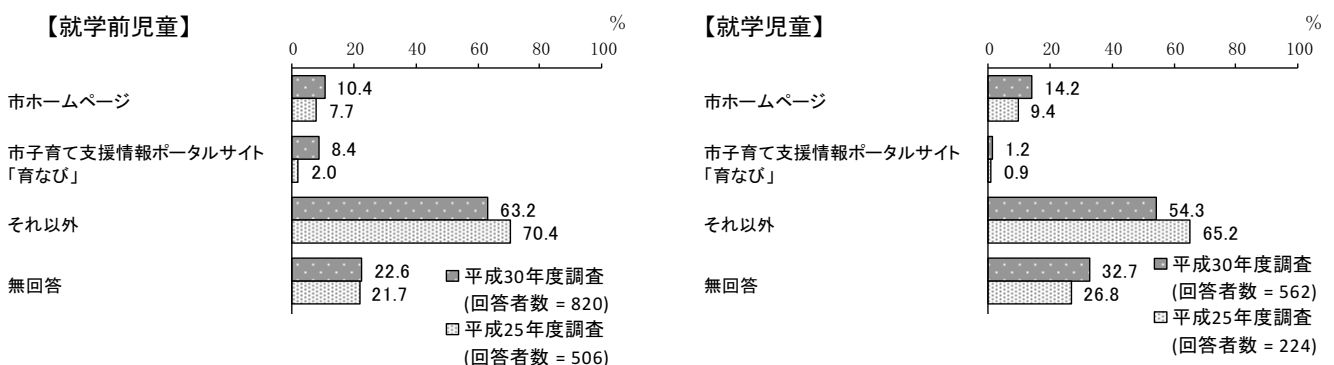 【就学前児童】
%
0 20 40 60 80 100
市ホームページ
10.4
7.7
市子育て支援情報ポータルサイト
「育なび」
8.4
2.0
それ以外
63.2
70.4
無回答
22.6
21.7
平成30年度調査
(回答者数 = 820)
平成25年度調査
(回答者数 = 506)
【就学児童】
%
0 20 40 60 80 100
市ホームページ
14.2
9.4
市子育て支援情報ポータルサイト
「育なび」
1.2
0.9
それ以外
54.3
65.2
無回答
32.7
26.8
平成30年度調査
(回答者数 = 562)
平成25年度調査
(回答者数 = 224)